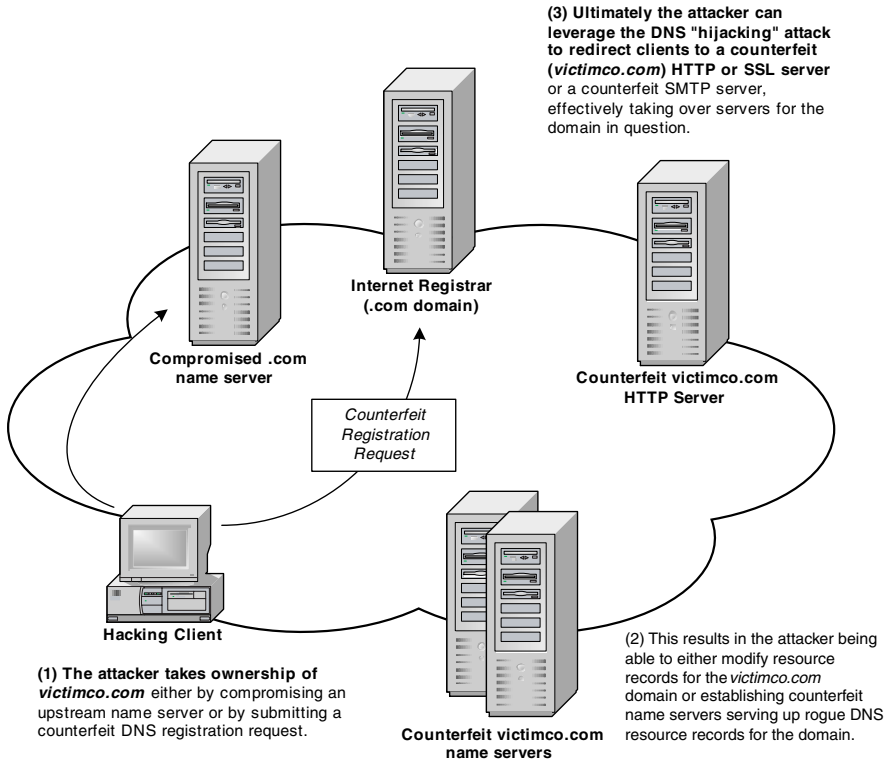 (3) Ultimately the attacker can
leverage the DNS "hijacking" attack
to redirect clients to a counterfeit
(victimco.com) HTTP or SSL server
or a counterfeit SMTP server,
effectively taking over servers for the
domain in question.
Internet Registrar
(.com domain)
Compromised .com
name server
Counterfeit victimco.com
HTTP Server
Counterfeit
Registration
Request
Hacking Client
(1) The attacker takes ownership of
victimco.com either by compromising an
upstream name server or by submitting a
counterfeit DNS registration request.
Counterfeit victimco.com
name servers
(2) This results in the attacker being
able to either modify resource
records for the victimco.com
domain or establishing counterfeit
name servers serving up rogue DNS
resource records for the domain.